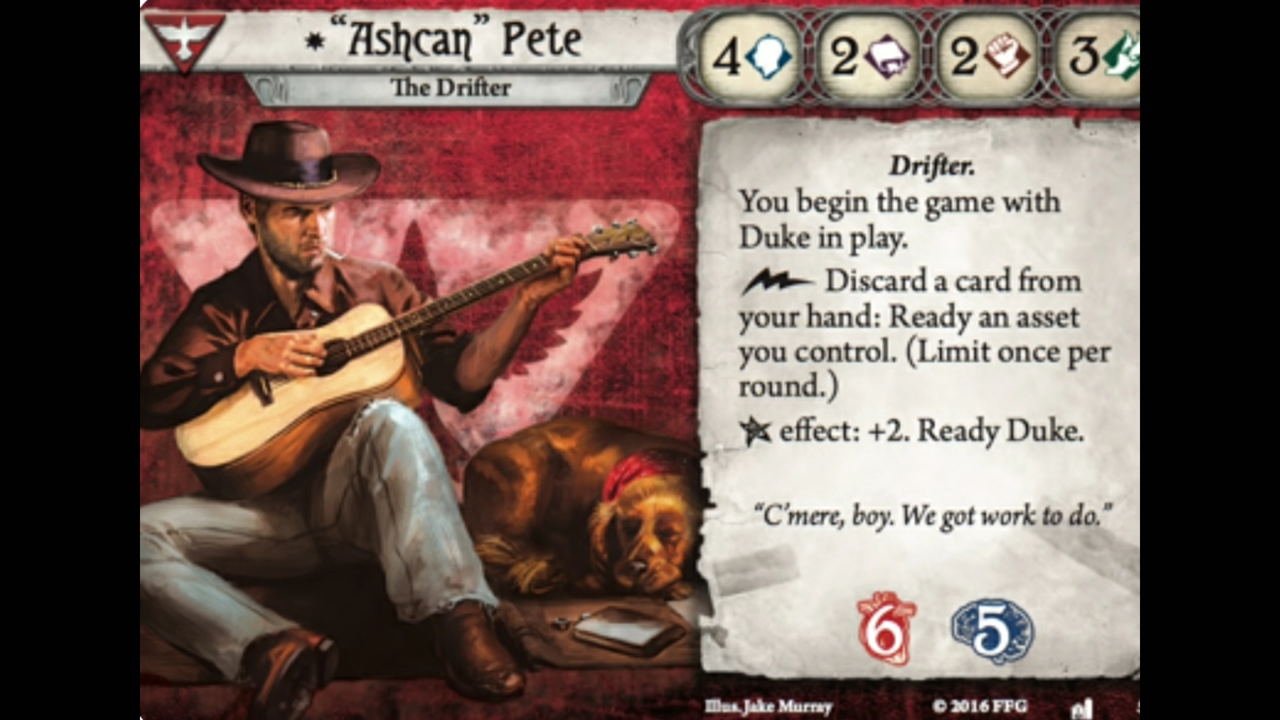 "Ashcan" Pete
4 2 2 3
The Drifter
Drifter.
You begin the game with
Duke in play.
Discard a card from
your hand: Ready an asset
you control. (Limit once per
round.)
effect: +2. Ready Duke.
"C'mere, boy. We got work to do."
6 5
Illus. Jake Murray © 2016 FFG